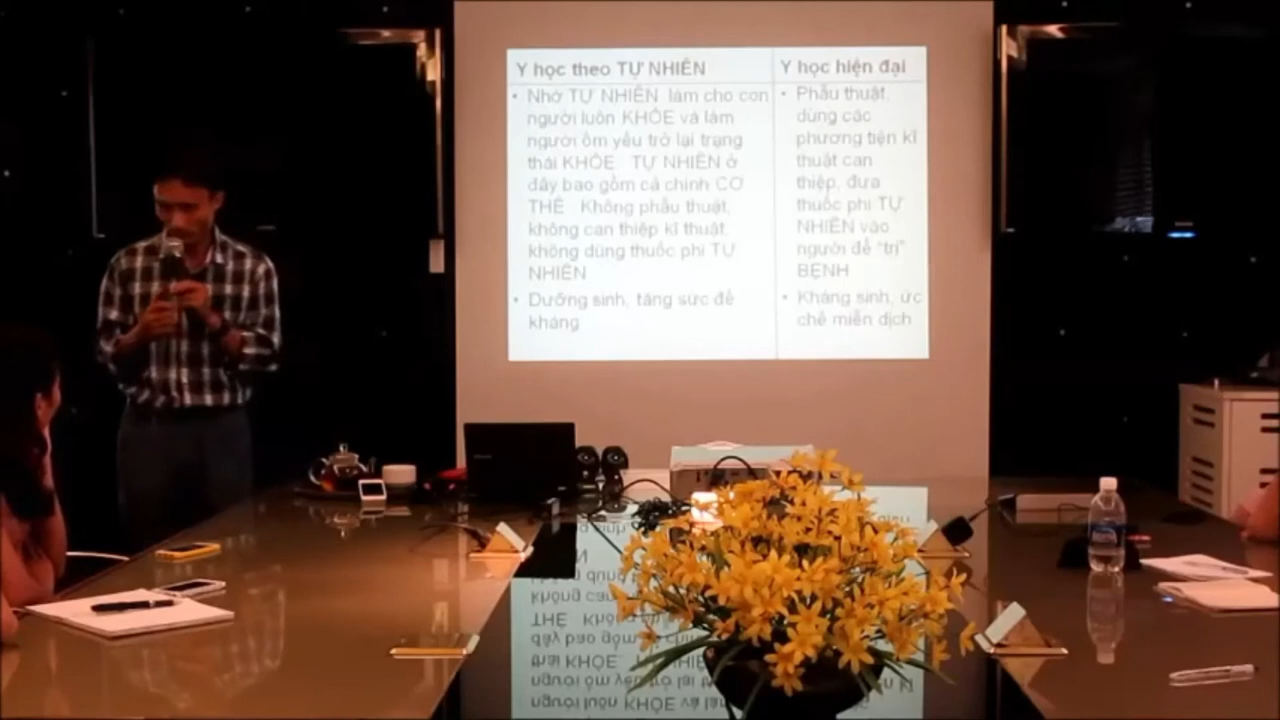 Y học theo TỰ NHIÊN
• Nhờ TỰ NHIÊN làm cho con
người luôn KHỎE và làm
người ốm yếu trở lại trạng
thái KHỎE. TỰ NHIÊN ở
đây bao gồm cả chính CƠ
THỂ. Không phẫu thuật,
không can thiệp kĩ thuật,
không dùng thuốc phi TỰ
NHIÊN
• Dưỡng sinh, tăng sức đề
kháng
Y học hiện đại
• Phẫu thuật,
dùng các
phương tiện kĩ
thuật can
thiệp, đưa
thuốc phi TỰ
NHIÊN vào
người để “trị”
BỆNH
• Kháng sinh, ức
chế miễn dịch